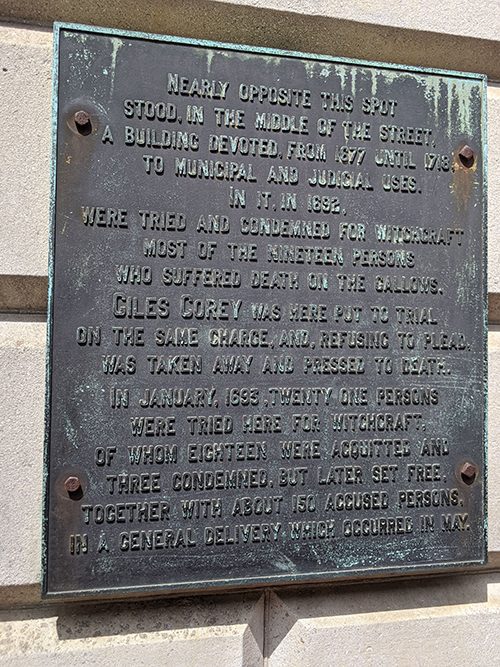 NEARLY OPPOSITE THIS SPOT
STOOD, IN THE MIDDLE OF THE STREET,
A BUILDING DEVOTED, FROM 1677 UNTIL 1718,
TO MUNICIPAL AND JUDICIAL USES.
IN IT, IN 1692,
WERE TRIED AND CONDEMNED FOR WITCHCRAFT
MOST OF THE NINETEEN PERSONS
WHO SUFFERED DEATH ON THE GALLOWS.
GILES COREY WAS HERE PUT TO TRIAL
ON THE SAME CHARGE, AND, REFUSING TO PLEAD,
WAS TAKEN AWAY AND PRESSED TO DEATH.
IN JANUARY, 1693, TWENTY ONE PERSONS
WERE TRIED HERE FOR WITCHCRAFT,
OF WHOM EIGHTEEN WERE ACQUITTED AND
THREE CONDEMNED, BUT LATER SET FREE,
TOGETHER WITH ABOUT 150 ACCUSED PERSONS,
IN A GENERAL DELIVERY WHICH OCCURRED IN MAY.